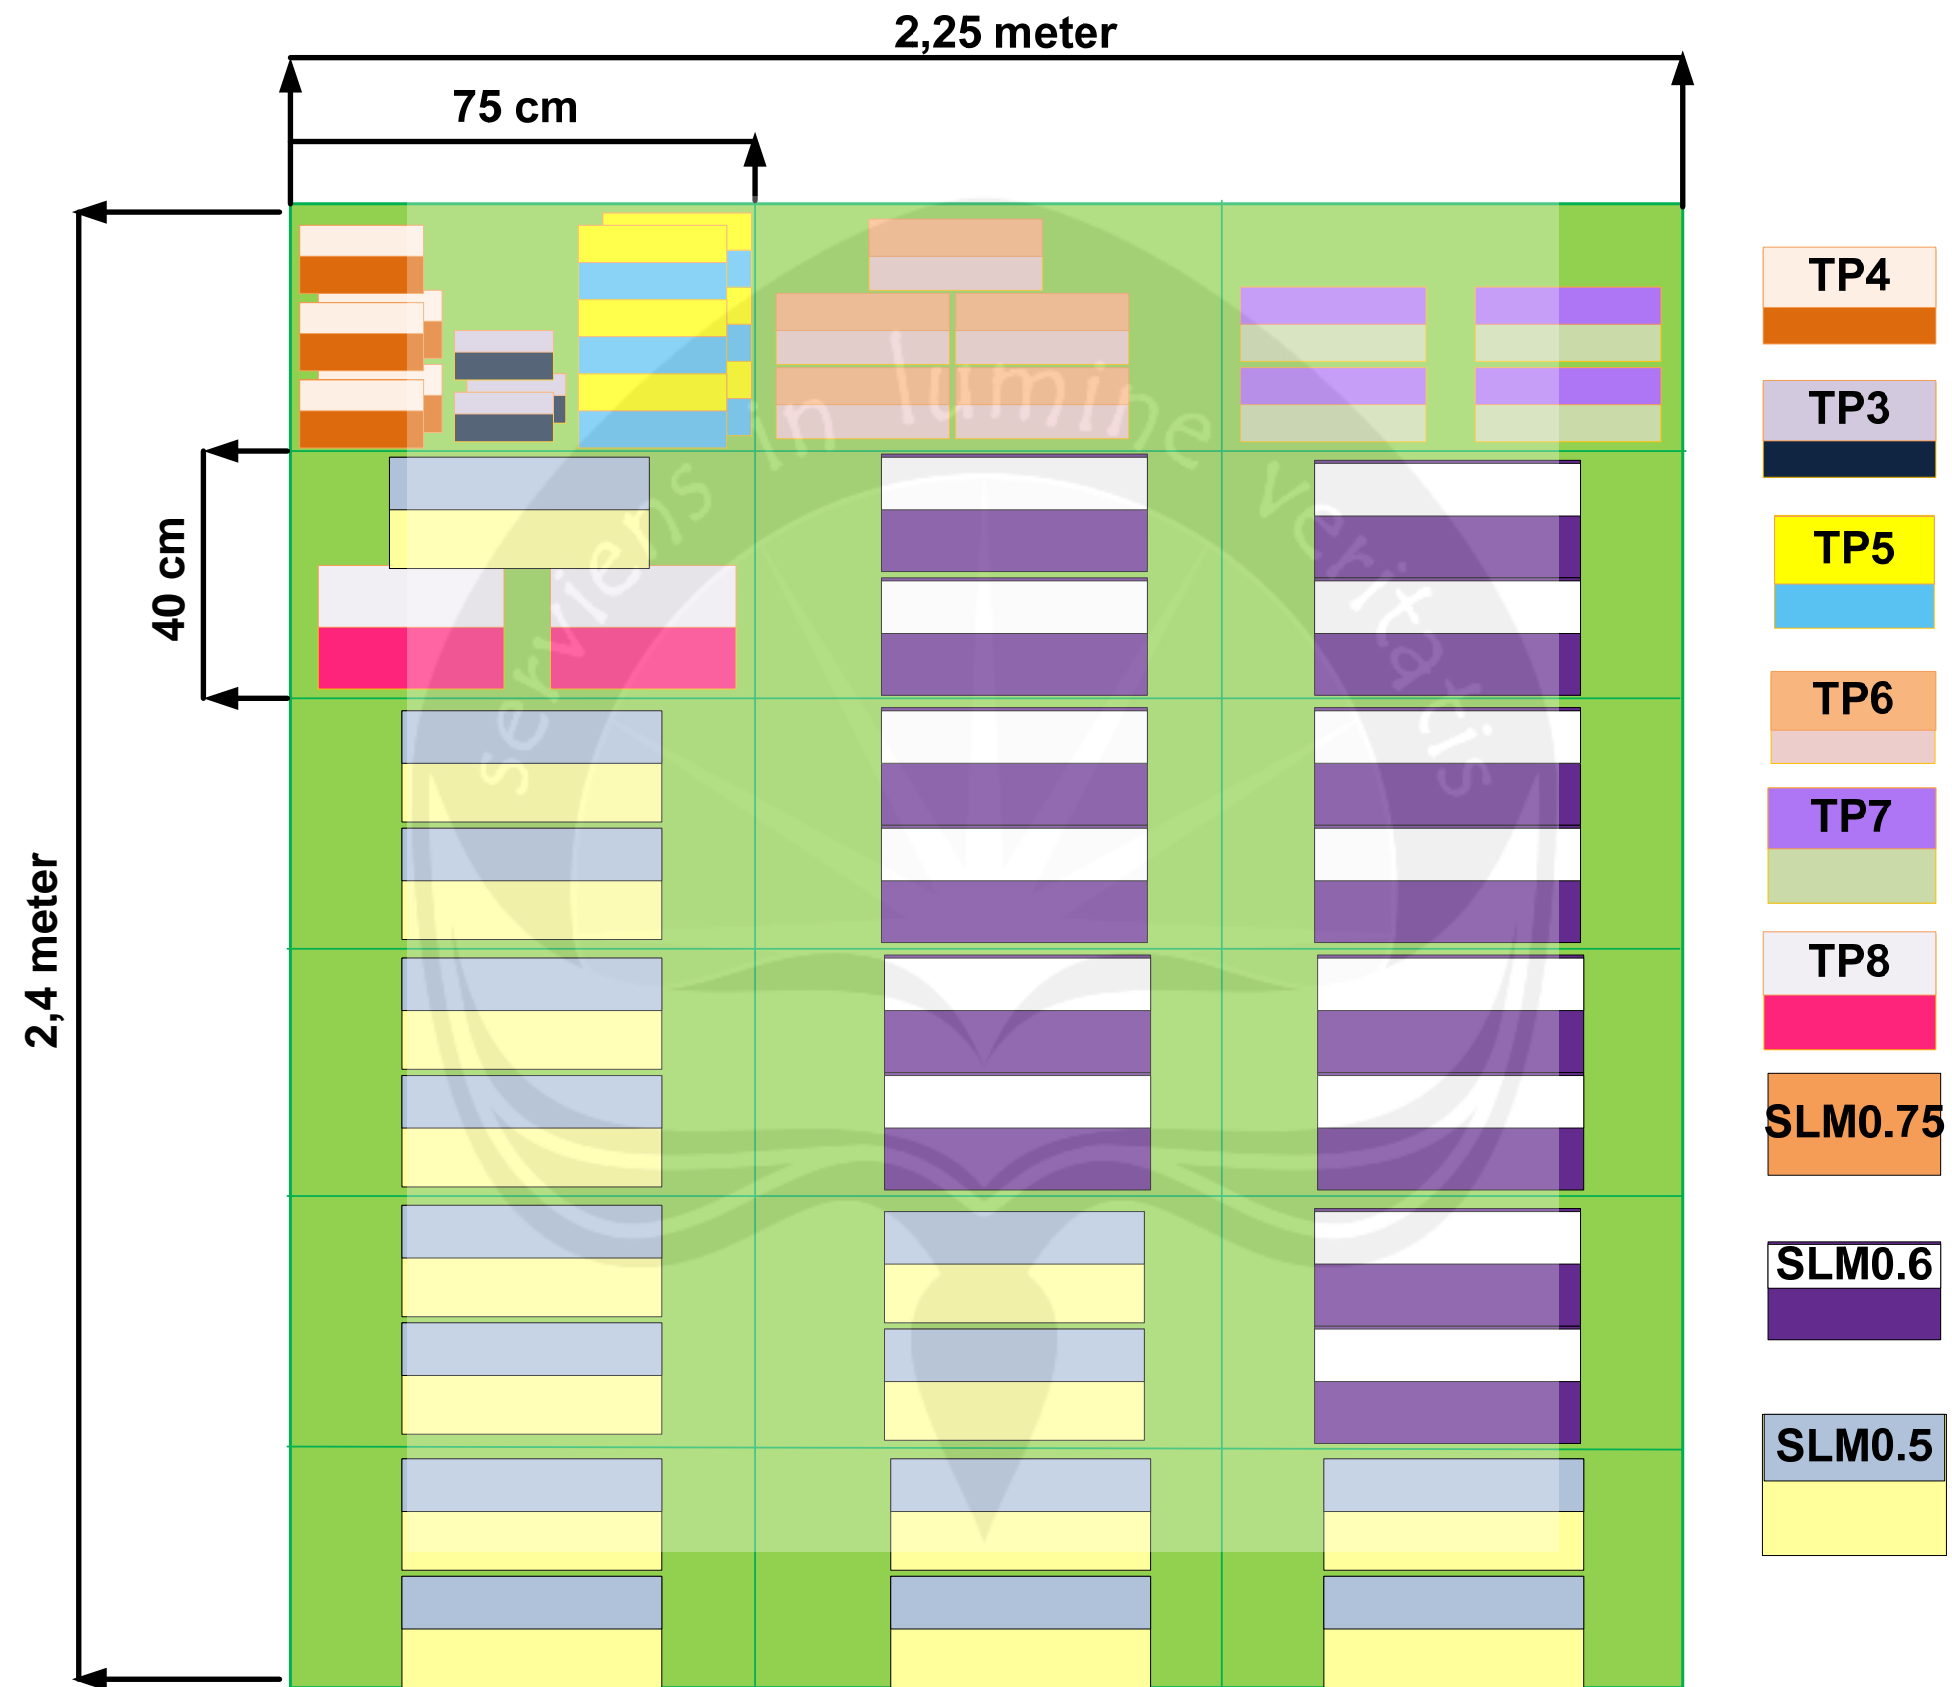 2,25 meter
75 cm
40 cm
2,4 meter
serviens in lumine veritatis
TP4
TP3
TP5
TP6
TP7
TP8
SLM0.75
SLM0.6
SLM0.5